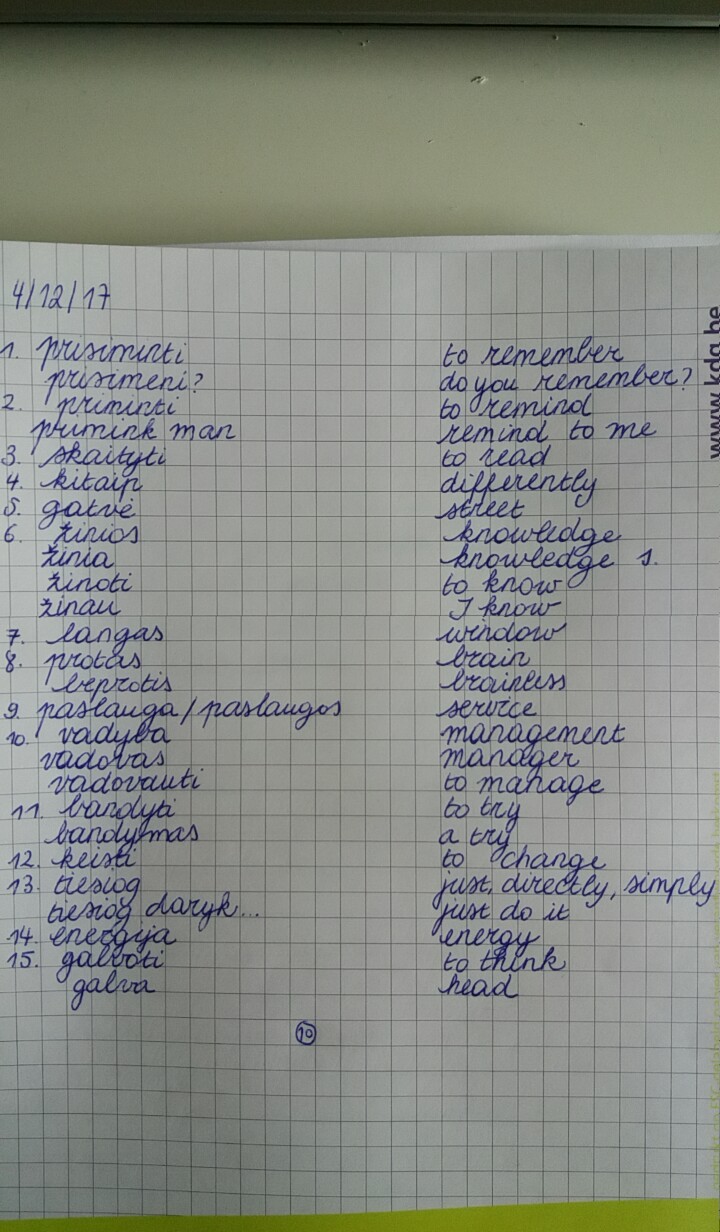 4/12/17
1. prisiminti to remember
prisimeni? do you remember?
2. priminti to remind
primink man remind to me
3. skaityti to read
4. kitaip differently
5. gatvė street
6. žinios knowledge
žinia knowledge s.
žinoti to know
žinau I know
7. langas window
8. protas brain
beprotis brainless
9. paslauga/paslaugos service
10. vadyba management
vadovas manager
vadovauti to manage
11. bandyti to try
bandymas a try
12. keisti to change
13. tiesiog just, directly, simply
tiesiog daryk... just do it
14. energija energy
15. galvoti to think
galva head
10
www.kdg.be